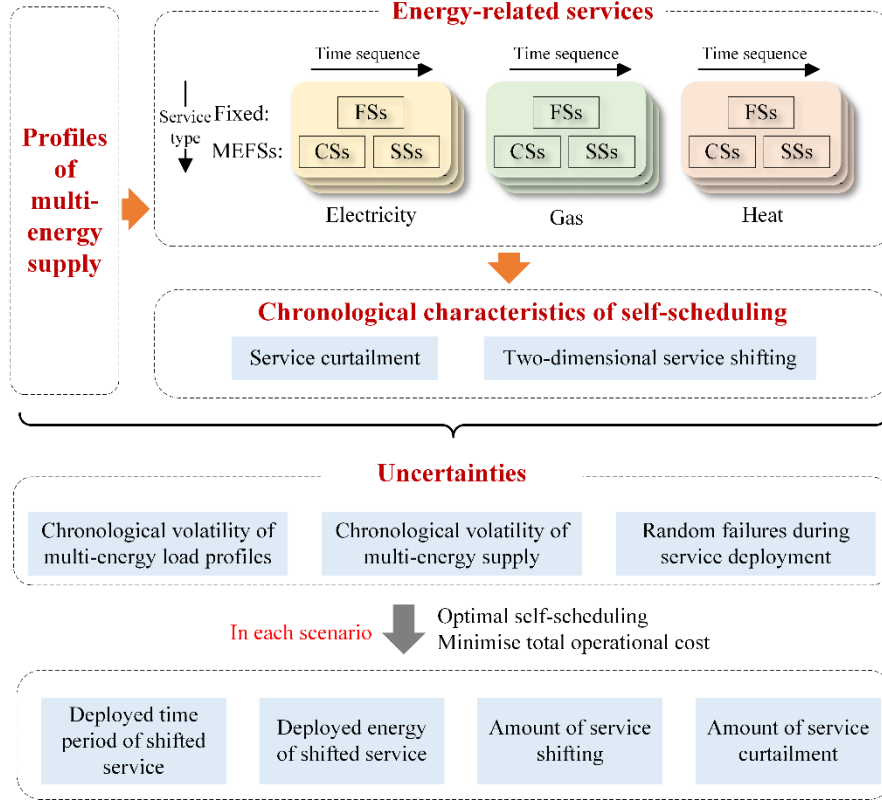 Energy-related services
Time sequence
Time sequence
Time sequence
Service
type
Fixed:
MEFSs:
FSs
CSs
SSs
FSs
CSs
SSs
FSs
CSs
SSs
Electricity
Gas
Heat
Profiles
of
multi-
energy
supply
Chronological characteristics of self-scheduling
Service curtailment
Two-dimensional service shifting
Uncertainties
Chronological volatility of
multi-energy load profiles
Chronological volatility of
multi-energy supply
Random failures during
service deployment
In each scenario
Optimal self-scheduling
Minimise total operational cost
Deployed time
period of shifted
service
Deployed energy
of shifted service
Amount of service
shifting
Amount of service
curtailment